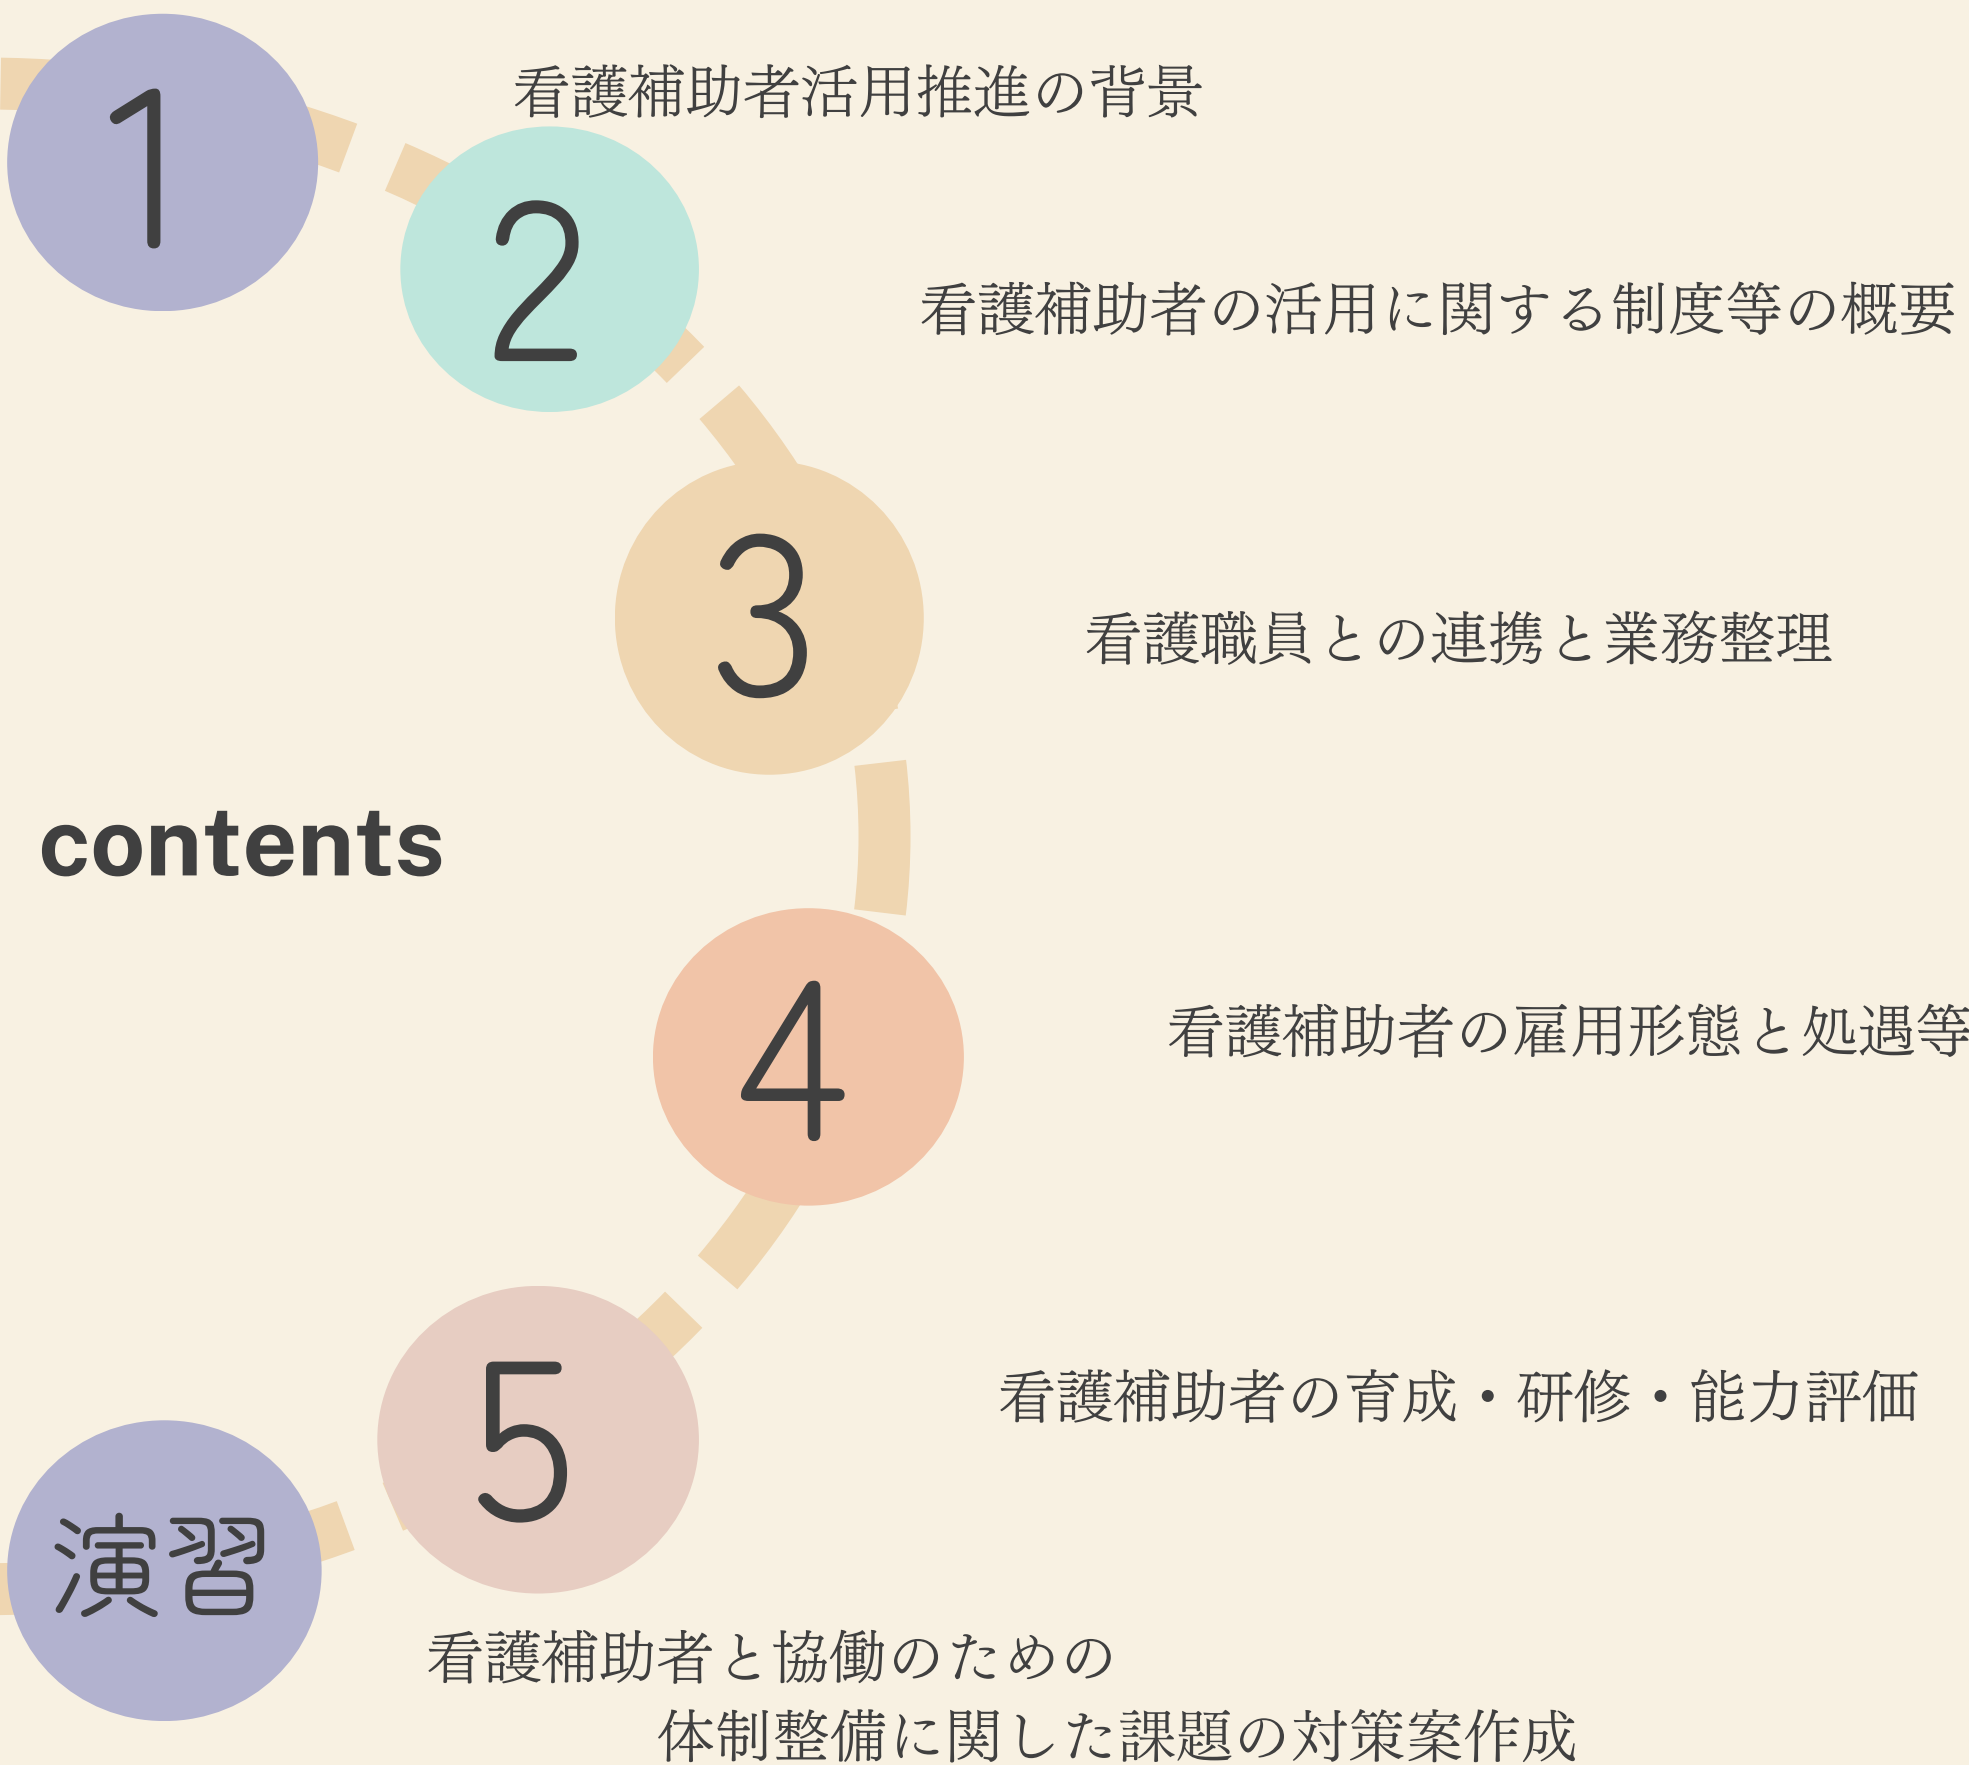 1
看護補助者活用推進の背景
2
看護補助者の活用に関する制度等の概要
3
看護職員との連携と業務整理
contents
4
看護補助者の雇用形態と処遇等
5
看護補助者の育成・研修・能力評価
演習
看護補助者と協働のための
体制整備に関した課題の対策案作成